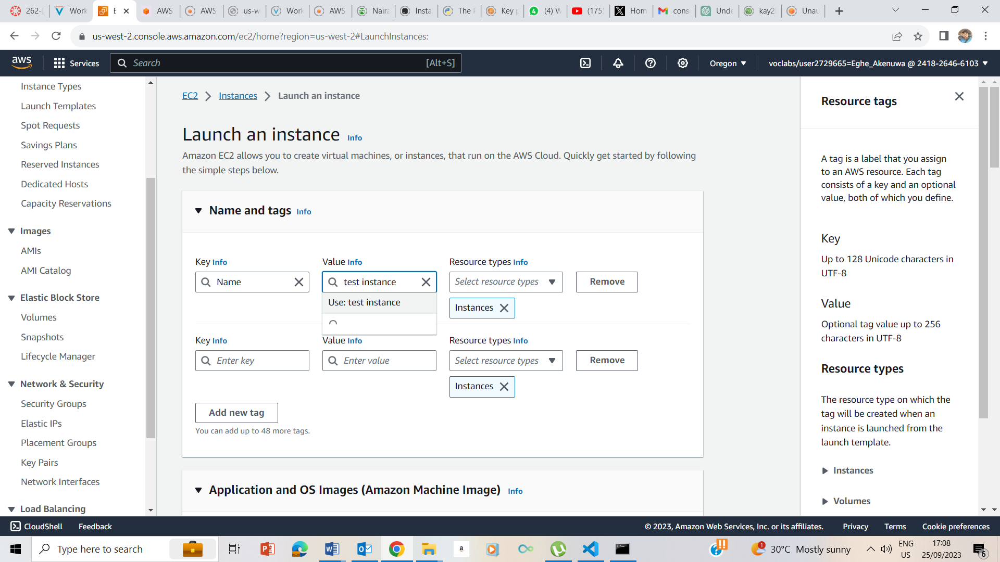 262-[
Work
E
AWS
AWS
us-w
Work
AWS
Naira
Insta
The P
Key p
(4) W
(175
Hom
cons
Unde
kay2
Unau
us-west-2.console.aws.amazon.com/ec2/home?region=us-west-2#LaunchInstances:
aws
Services
Search
[Alt+S]
Oregon
voclabs/user2729665=Eghe_Akenuwa @ 2418-2646-6103
Instance Types
Launch Templates
Spot Requests
Savings Plans
Reserved Instances
Dedicated Hosts
Capacity Reservations
Images
AMIs
AMI Catalog
Elastic Block Store
Volumes
Snapshots
Lifecycle Manager
Network & Security
Security Groups
Elastic IPs
Placement Groups
Key Pairs
Network Interfaces
Load Balancing
EC2
Instances
Launch an instance
Launch an instance Info
Amazon EC2 allows you to create virtual machines, or instances, that run on the AWS Cloud. Quickly get started by following
the simple steps below.
Name and tags Info
Key Info
Value Info
Resource types Info
Name
test instance
Select resource types
Remove
Use: test instance
Instances
Key Info
Value Info
Resource types Info
Enter key
Enter value
Select resource types
Remove
Instances
Add new tag
You can add up to 48 more tags.
Application and OS Images (Amazon Machine Image) Info
Resource tags
A tag is a label that you assign
to an AWS resource. Each tag
consists of a key and an optional
value, both of which you define.
Key
Up to 128 Unicode characters in
UTF-8
Value
Optional tag value up to 256
characters in UTF-8
Resource types
The resource type on which the
tag will be created when an
instance is launched from the
launch template.
Instances
Volumes
CloudShell
Feedback
© 2023, Amazon Web Services, Inc. or its affiliates.
Privacy
Terms
Cookie preferences
Type here to search
a
1
30°C Mostly sunny
ENG
US
17:08
25/09/2023
6